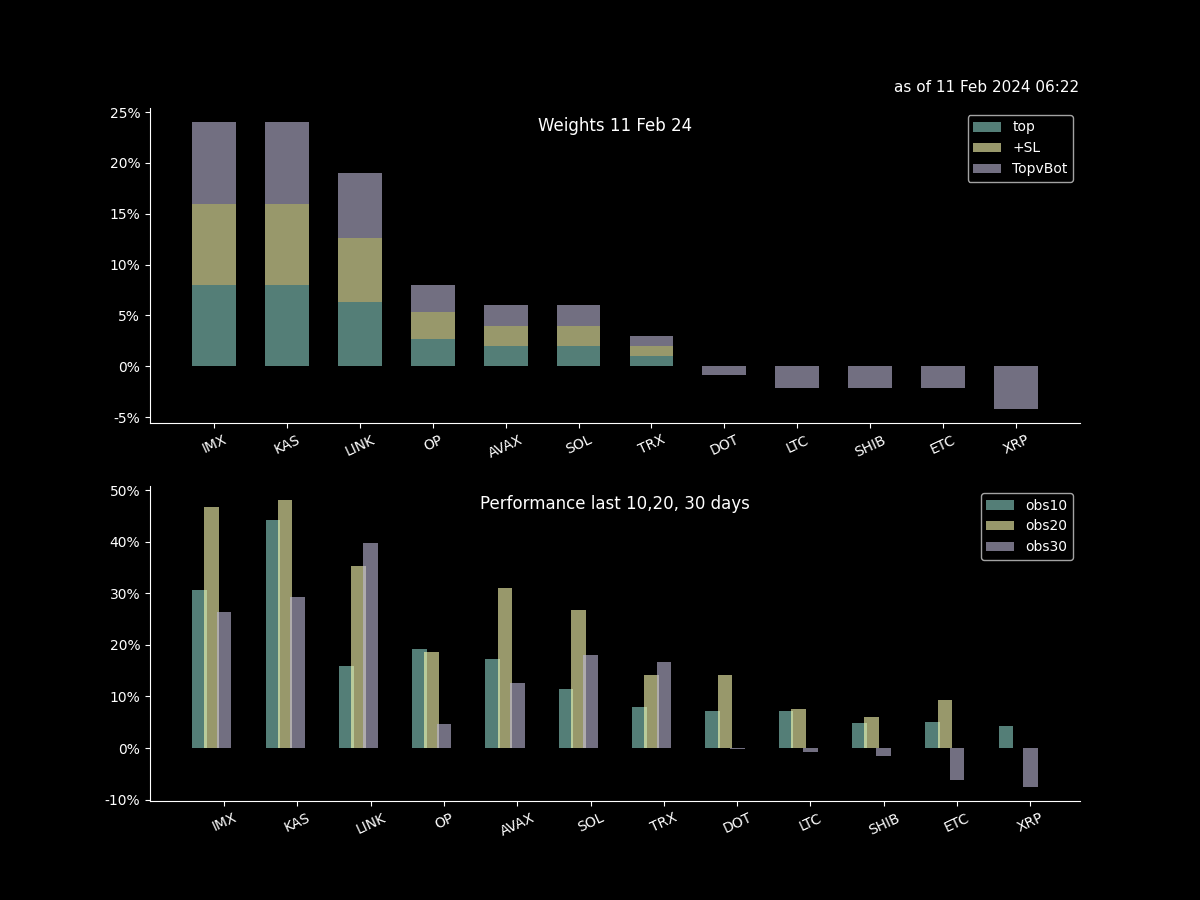 as of 11 Feb 2024 06:22
Weights 11 Feb 24
top
+SL
TopvBot
25%
20%
15%
10%
5%
0%
-5%
IMX KAS LINK OP AVAX SOL TRX DOT LTC SHIB ETC XRP
Performance last 10,20, 30 days
obs10
obs20
obs30
50%
40%
30%
20%
10%
0%
-10%
IMX KAS LINK OP AVAX SOL TRX DOT LTC SHIB ETC XRP